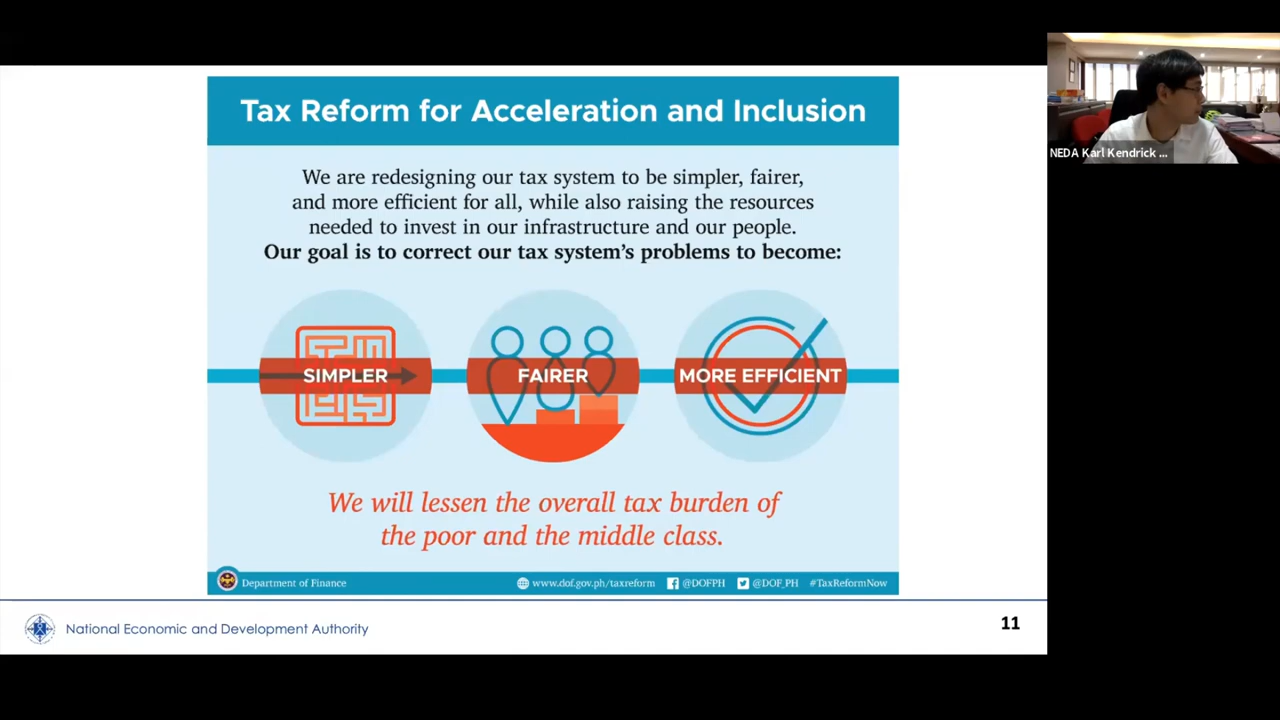 Tax Reform for Acceleration and Inclusion
We are redesigning our tax system to be simpler, fairer,
and more efficient for all, while also raising the resources
needed to invest in our infrastructure and our people.
Our goal is to correct our tax system's problems to become:
SIMPLER
FAIRER
MORE EFFICIENT
We will lessen the overall tax burden of
the poor and the middle class.
Department of Finance
www.dof.gov.ph/taxreform
@DOFPH
@DOF_PH
#TaxReformNow
National Economic and Development Authority
11
NEDA Karl Kendrick ...